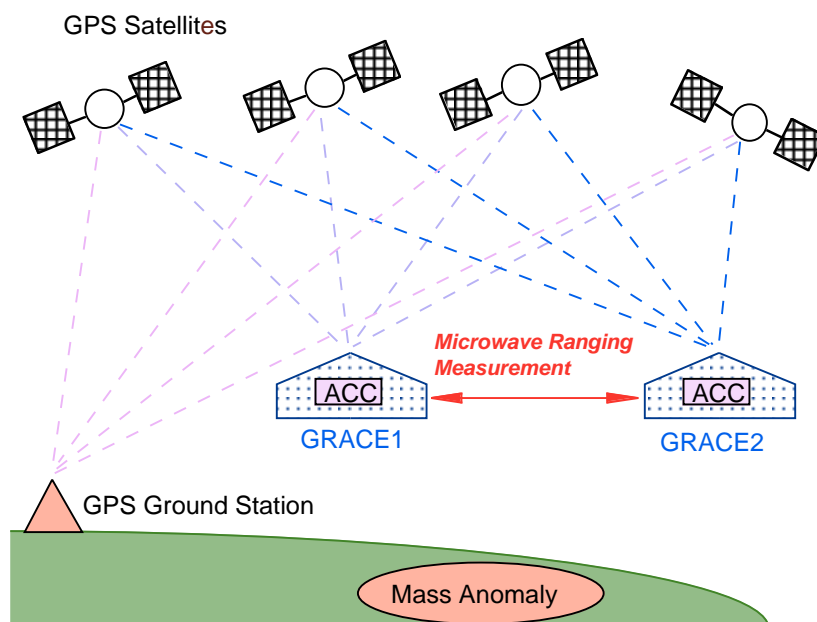 GPS Satellites
Microwave Ranging
Measurement
ACC
ACC
GRACE1
GRACE2
GPS Ground Station
Mass Anomaly